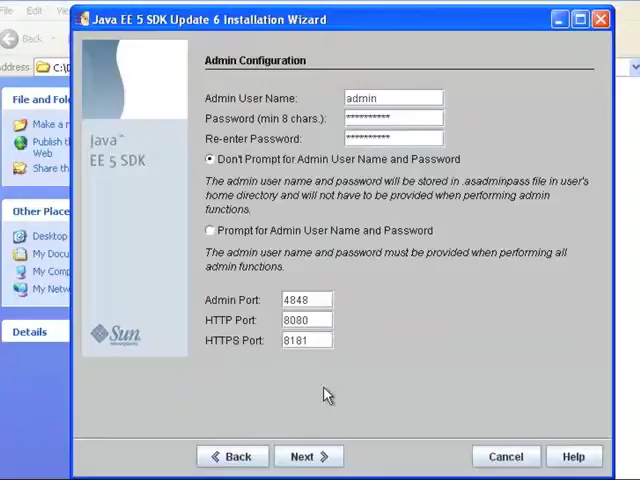 File Edit
Java EE 5 SDK Update 6 Installation Wizard
Back
Address C:\
File and Fol
Make a
Publish t
Web
Share th
Other Place
Desktop
My Docu
My Comp
My Netw
Details
Java™
EE 5 SDK
Sun
Admin Configuration
Admin User Name: admin
Password (min 8 chars.): **********
Re-enter Password: **********
Don't Prompt for Admin User Name and Password
The admin user name and password will be stored in .asadminpass file in user's
home directory and will not have to be provided when performing admin
functions.
Prompt for Admin User Name and Password
The admin user name and password must be provided when performing all
admin functions.
Admin Port: 4848
HTTP Port: 8080
HTTPS Port: 8181
Back Next Cancel Help